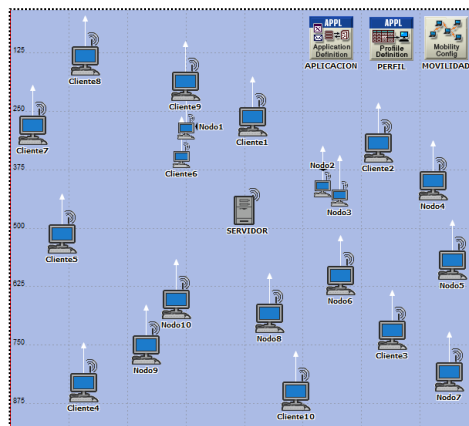 APPL
Application
Definition
APLICACION
APPL
Profile
Definition
PERFIL
Mobility
Config
MOVILIDAD
125
Cliente8
Cliente9
250
Cliente7
Nodo1
Cliente1
Cliente6
Cliente2
375
Nodo2
Nodo3
Nodo4
500
SERVIDOR
Cliente5
Nodo5
625
Nodo6
Nodo10
Nodo8
750
Nodo9
Cliente3
875
Cliente4
Nodo7
Cliente10